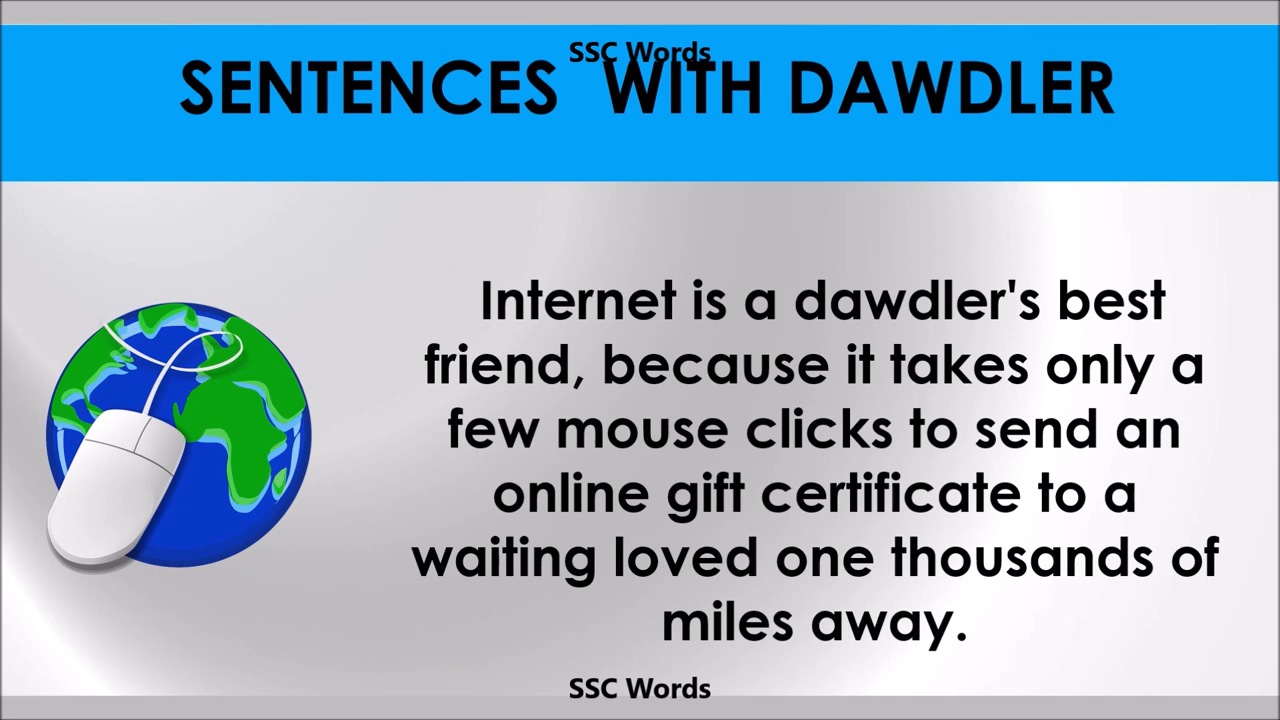 SSC Words
SENTENCES WITH DAWDLER
Internet is a dawdler's best
friend, because it takes only a
few mouse clicks to send an
online gift certificate to a
waiting loved one thousands of
miles away.
SSC Words